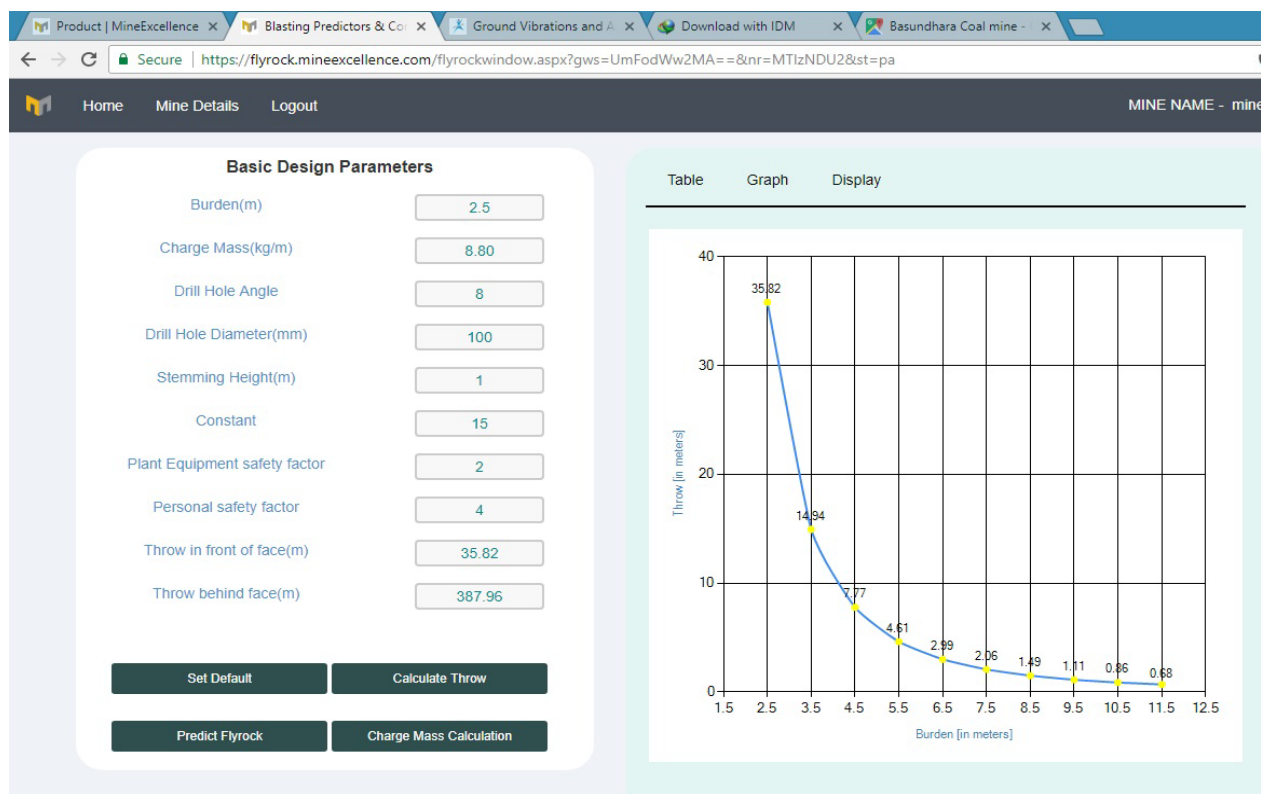 Product | MineExcellence
Blasting Predictors & Co
Ground Vibrations and A
Download with IDM
Basundhara Coal mine -
Secure | https://flyrock.mineexcellence.com/flyrockwindow.aspx?gws=UmFodWw2MA==&nr=MTIzNDU2&st=pa
Home Mine Details Logout
MINE NAME - mine
Basic Design Parameters
Burden(m) 2.5
Charge Mass(kg/m) 8.80
Drill Hole Angle 8
Drill Hole Diameter(mm) 100
Stemming Height(m) 1
Constant 15
Plant Equipment safety factor 2
Personal safety factor 4
Throw in front of face(m) 35.82
Throw behind face(m) 387.96
Set Default Calculate Throw
Predict Flyrock Charge Mass Calculation
Table Graph Display
40
30
20
10
0
Throw [in meters]
35.82
14.94
7.77
4.61
2.99
2.06
1.49
1.11
0.86
0.68
1.5 2.5 3.5 4.5 5.5 6.5 7.5 8.5 9.5 10.5 11.5 12.5
Burden [in meters]